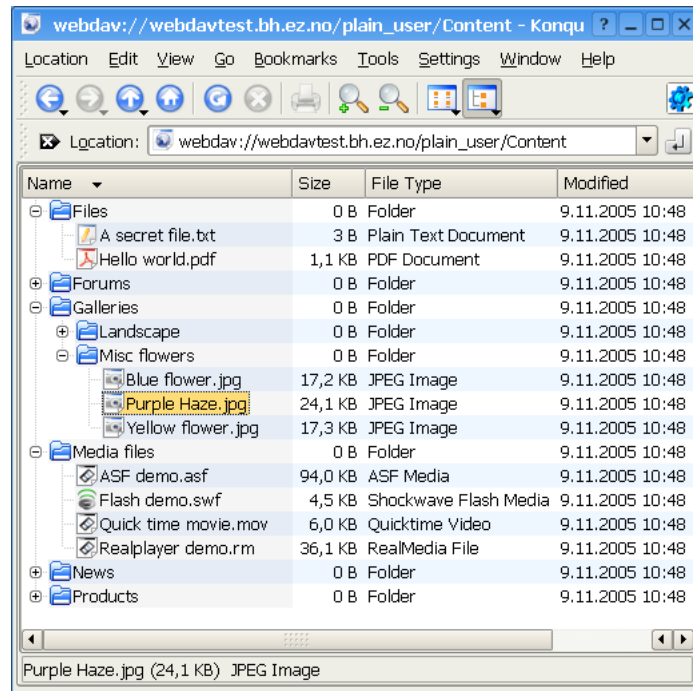 webdav://webdavtest.bh.ez.no/plain_user/Content - Konqu
Location Edit View Go Bookmarks Tools Settings Window Help
Location: webdav://webdavtest.bh.ez.no/plain_user/Content
Name Size File Type Modified
Files 0 B Folder 9.11.2005 10:48
A secret file.txt 3 B Plain Text Document 9.11.2005 10:48
Hello world.pdf 1,1 KB PDF Document 9.11.2005 10:48
Forums 0 B Folder 9.11.2005 10:48
Galleries 0 B Folder 9.11.2005 10:48
Landscape 0 B Folder 9.11.2005 10:48
Misc flowers 0 B Folder 9.11.2005 10:48
Blue flower.jpg 17,2 KB JPEG Image 9.11.2005 10:48
Purple Haze.jpg 24,1 KB JPEG Image 9.11.2005 10:48
Yellow flower.jpg 17,3 KB JPEG Image 9.11.2005 10:48
Media files 0 B Folder 9.11.2005 10:48
ASF demo.asf 94,0 KB ASF Media 9.11.2005 10:48
Flash demo.swf 4,5 KB Shockwave Flash Media 9.11.2005 10:48
Quick time movie.mov 6,0 KB Quicktime Video 9.11.2005 10:48
Realplayer demo.rm 36,1 KB RealMedia File 9.11.2005 10:48
News 0 B Folder 9.11.2005 10:48
Products 0 B Folder 9.11.2005 10:48
Purple Haze.jpg (24,1 KB) JPEG Image